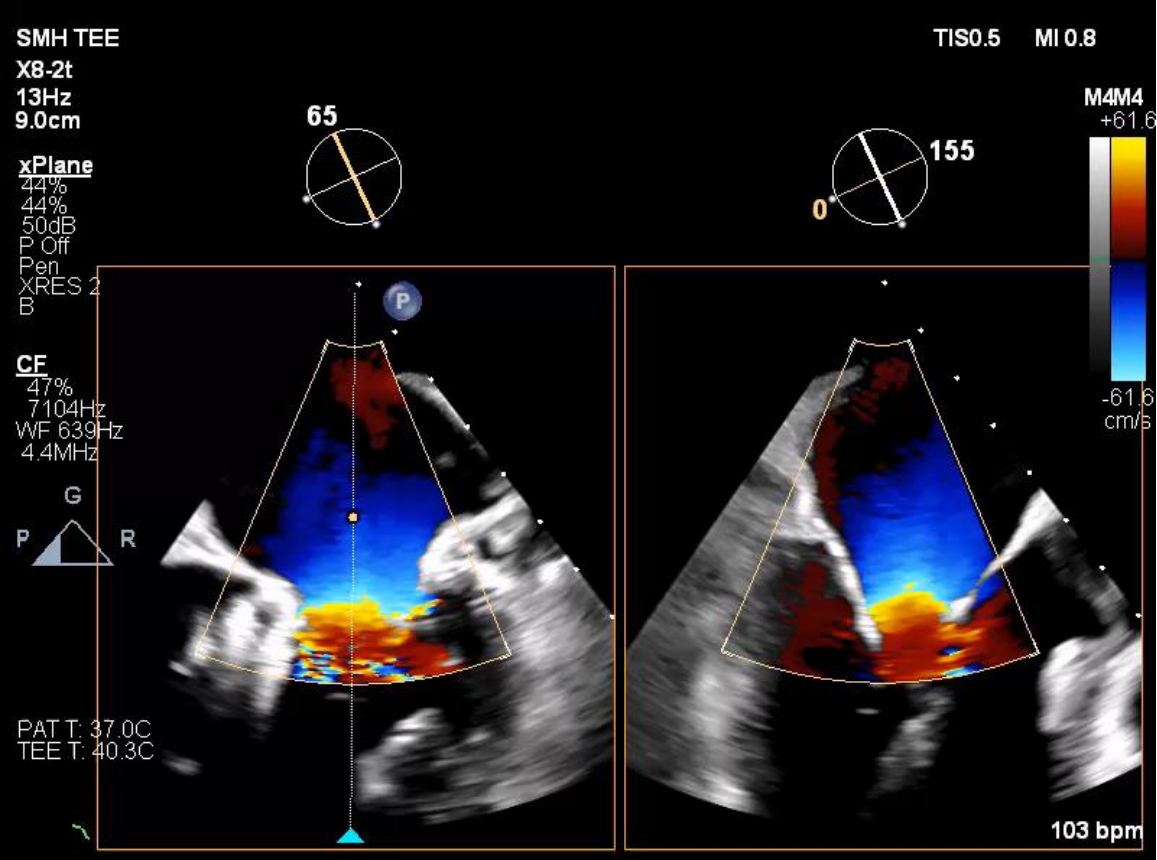 SMH TEE
TIS0.5 MI 0.8
X8-2t
13Hz
9.0cm
M4M4
+61.6
65
155
0
xPlane
44%
44%
50dB
P Off
Pen
XRES 2
B
P
CF
47%
7104Hz
WF 639Hz
4.4MHz
-61.6
cm/s
G
P R
PAT T: 37.0C
TEE T: 40.3C
103 bpm